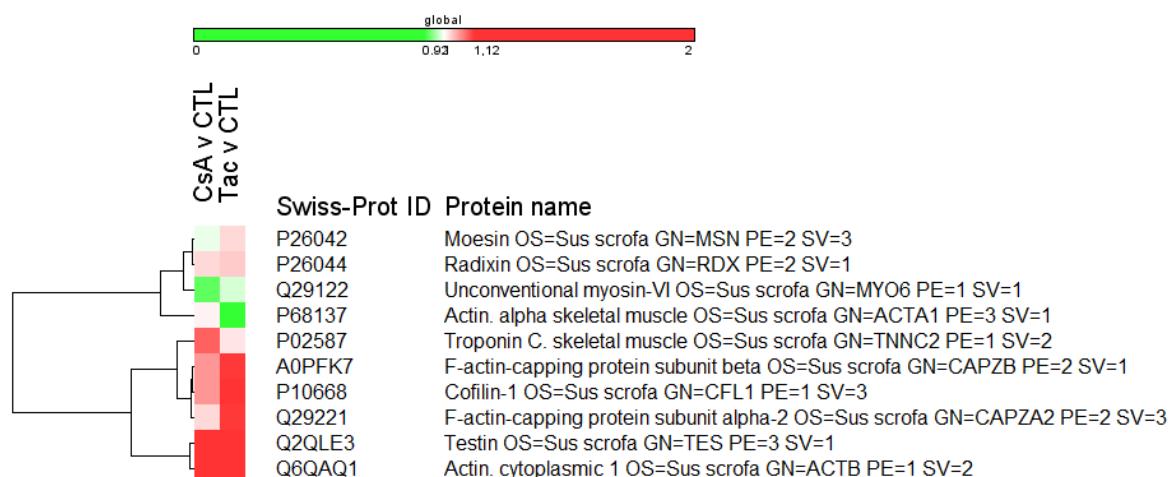 global
0 0.92 1 1,12 2
CsA v CTL
Tac v CTL
Swiss-Prot ID Protein name
P26042 Moesin OS=Sus scrofa GN=MSN PE=2 SV=3
P26044 Radixin OS=Sus scrofa GN=RDX PE=2 SV=1
Q29122 Unconventional myosin-VI OS=Sus scrofa GN=MYO6 PE=1 SV=1
P68137 Actin. alpha skeletal muscle OS=Sus scrofa GN=ACTA1 PE=3 SV=1
P02587 Troponin C. skeletal muscle OS=Sus scrofa GN=TNNC2 PE=1 SV=2
A0PFK7 F-actin-capping protein subunit beta OS=Sus scrofa GN=CAPZB PE=2 SV=1
P10668 Cofilin-1 OS=Sus scrofa GN=CFL1 PE=1 SV=3
Q29221 F-actin-capping protein subunit alpha-2 OS=Sus scrofa GN=CAPZA2 PE=2 SV=3
Q2QLE3 Testin OS=Sus scrofa GN=TES PE=3 SV=1
Q6QAQ1 Actin. cytoplasmic 1 OS=Sus scrofa GN=ACTB PE=1 SV=2